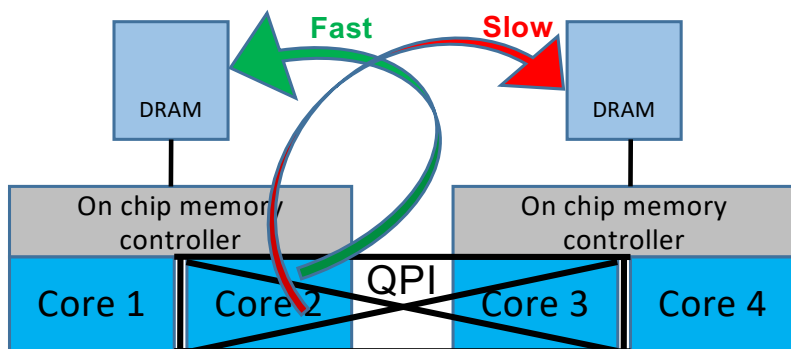 Fast
Slow
DRAM
DRAM
On chip memory
controller
On chip memory
controller
Core 1
Core 2
QPI
Core 3
Core 4